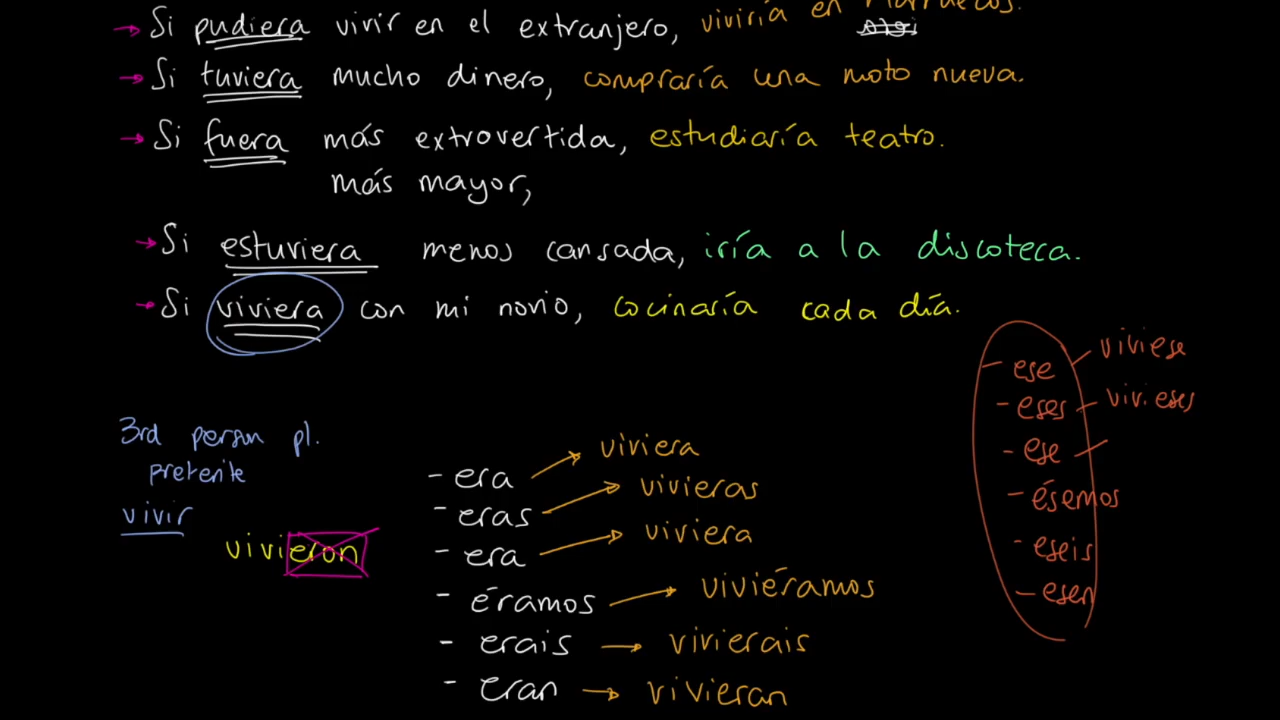 → Si pudiera vivir en el extranjero, viviría en Marruecos.
→ Si tuviera mucho dinero, compraría una moto nueva.
→ Si fuera más extrovertida, estudiaría teatro.
más mayor,
→ Si estuviera menos cansada, iría a la discoteca.
→ Si viviera con mi novio, cocinaría cada día.
3rd person pl.
preterite
vivir
vivieron
- era → viviera
- eras → vivieras
- era → viviera
- éramos → viviéramos
- erais → vivierais
- eran → vivieran
- ese - viviese
- eses - vivieses
- ese -
- ésemos
- eseis
- esen